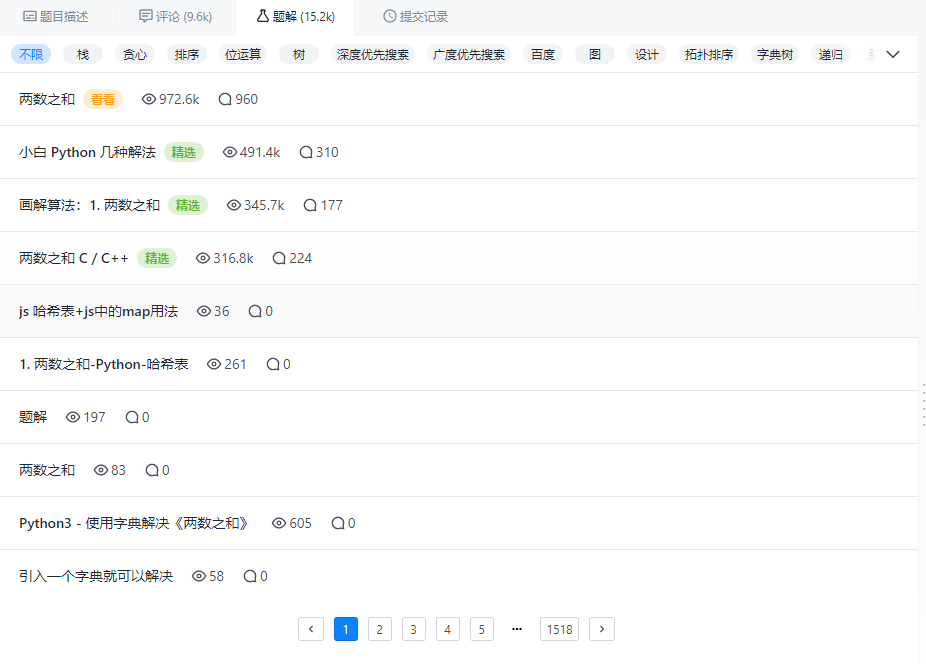 题目描述 评论 (9.6k) 题解 (15.2k) 提交记录
不限 栈 贪心 排序 位运算 树 深度优先搜索 广度优先搜索 百度 图 设计 拓扑排序 字典树 递归
两数之和 看看 972.6k 960
小白 Python 几种解法 精选 491.4k 310
画解算法：1. 两数之和 精选 345.7k 177
两数之和 C / C++ 精选 316.8k 224
js 哈希表+js中的map用法 36 0
1. 两数之和-Python-哈希表 261 0
题解 197 0
两数之和 83 0
Python3 - 使用字典解决《两数之和》 605 0
引入一个字典就可以解决 58 0
‹ 1 2 3 4 5 ••• 1518 ›